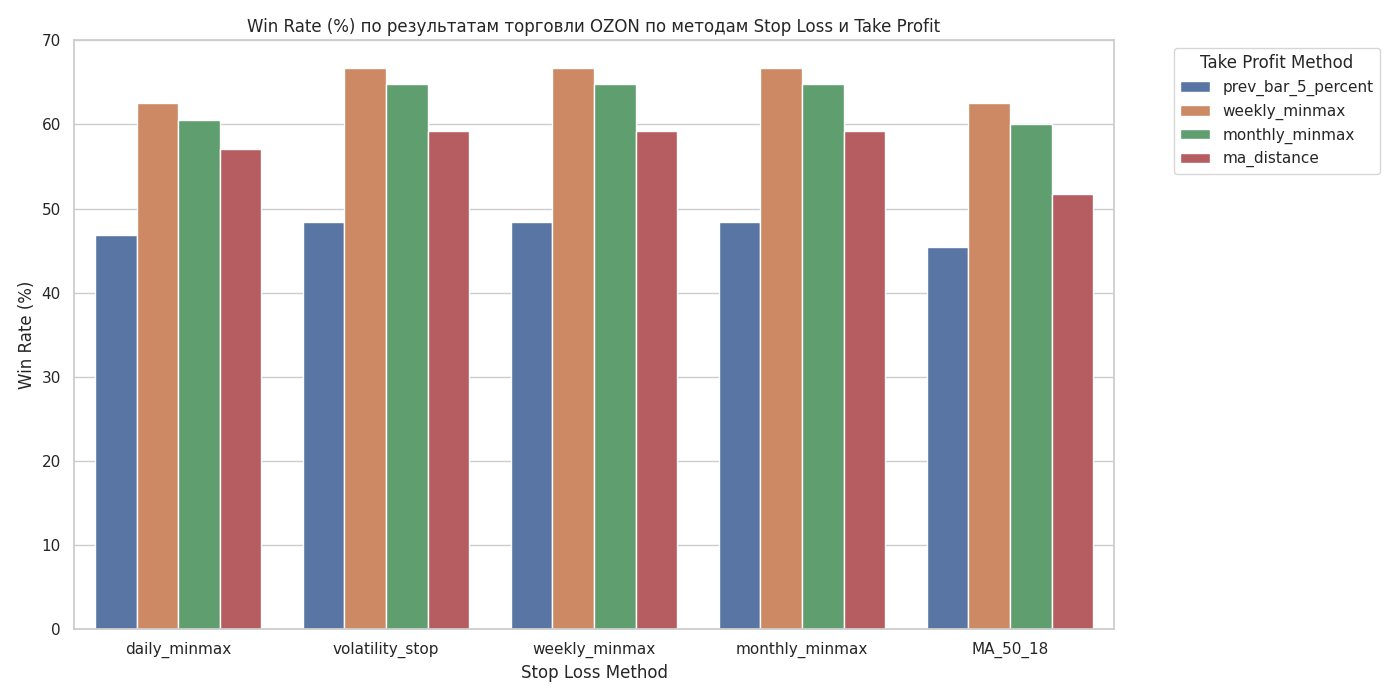 Win Rate (%) по результатам торговли OZON по методам Stop Loss и Take Profit
Win Rate (%)
70
60
50
40
30
20
10
0
daily_minmax
volatility_stop
weekly_minmax
monthly_minmax
MA_50_18
Stop Loss Method
Take Profit Method
prev_bar_5_percent
weekly_minmax
monthly_minmax
ma_distance